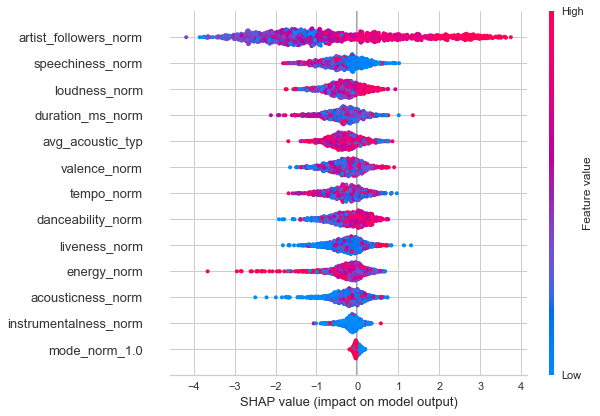 High
artist_followers_norm
speechiness_norm
loudness_norm
duration_ms_norm
avg_acoustic_typ
valence_norm
tempo_norm
danceability_norm
liveness_norm
energy_norm
acousticness_norm
instrumentalness_norm
mode_norm_1.0
Feature value
Low
−4 −3 −2 −1 0 1 2 3 4
SHAP value (impact on model output)